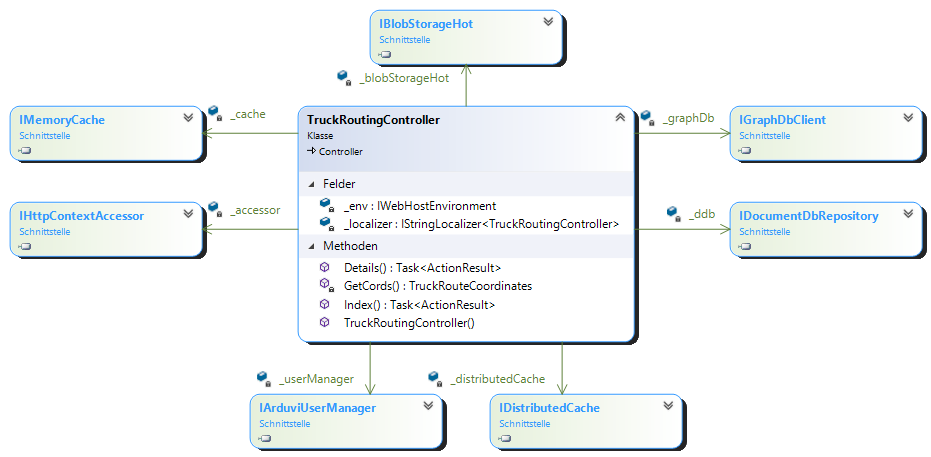 IBlobStorageHot
Schnittstelle
_blobStorageHot
IMemoryCache
Schnittstelle
_cache
TruckRoutingController
Klasse
Controller
_graphDb
IGraphDbClient
Schnittstelle
IHttpContextAccessor
Schnittstelle
_accessor
Felder
_env : IWebHostEnvironment
_localizer : IStringLocalizer<TruckRoutingController>
Methoden
Details() : Task<ActionResult>
GetCords() : TruckRouteCoordinates
Index() : Task<ActionResult>
TruckRoutingController()
_ddb
IDocumentDbRepository
Schnittstelle
_userManager
IArduviUserManager
Schnittstelle
_distributedCache
IDistributedCache
Schnittstelle